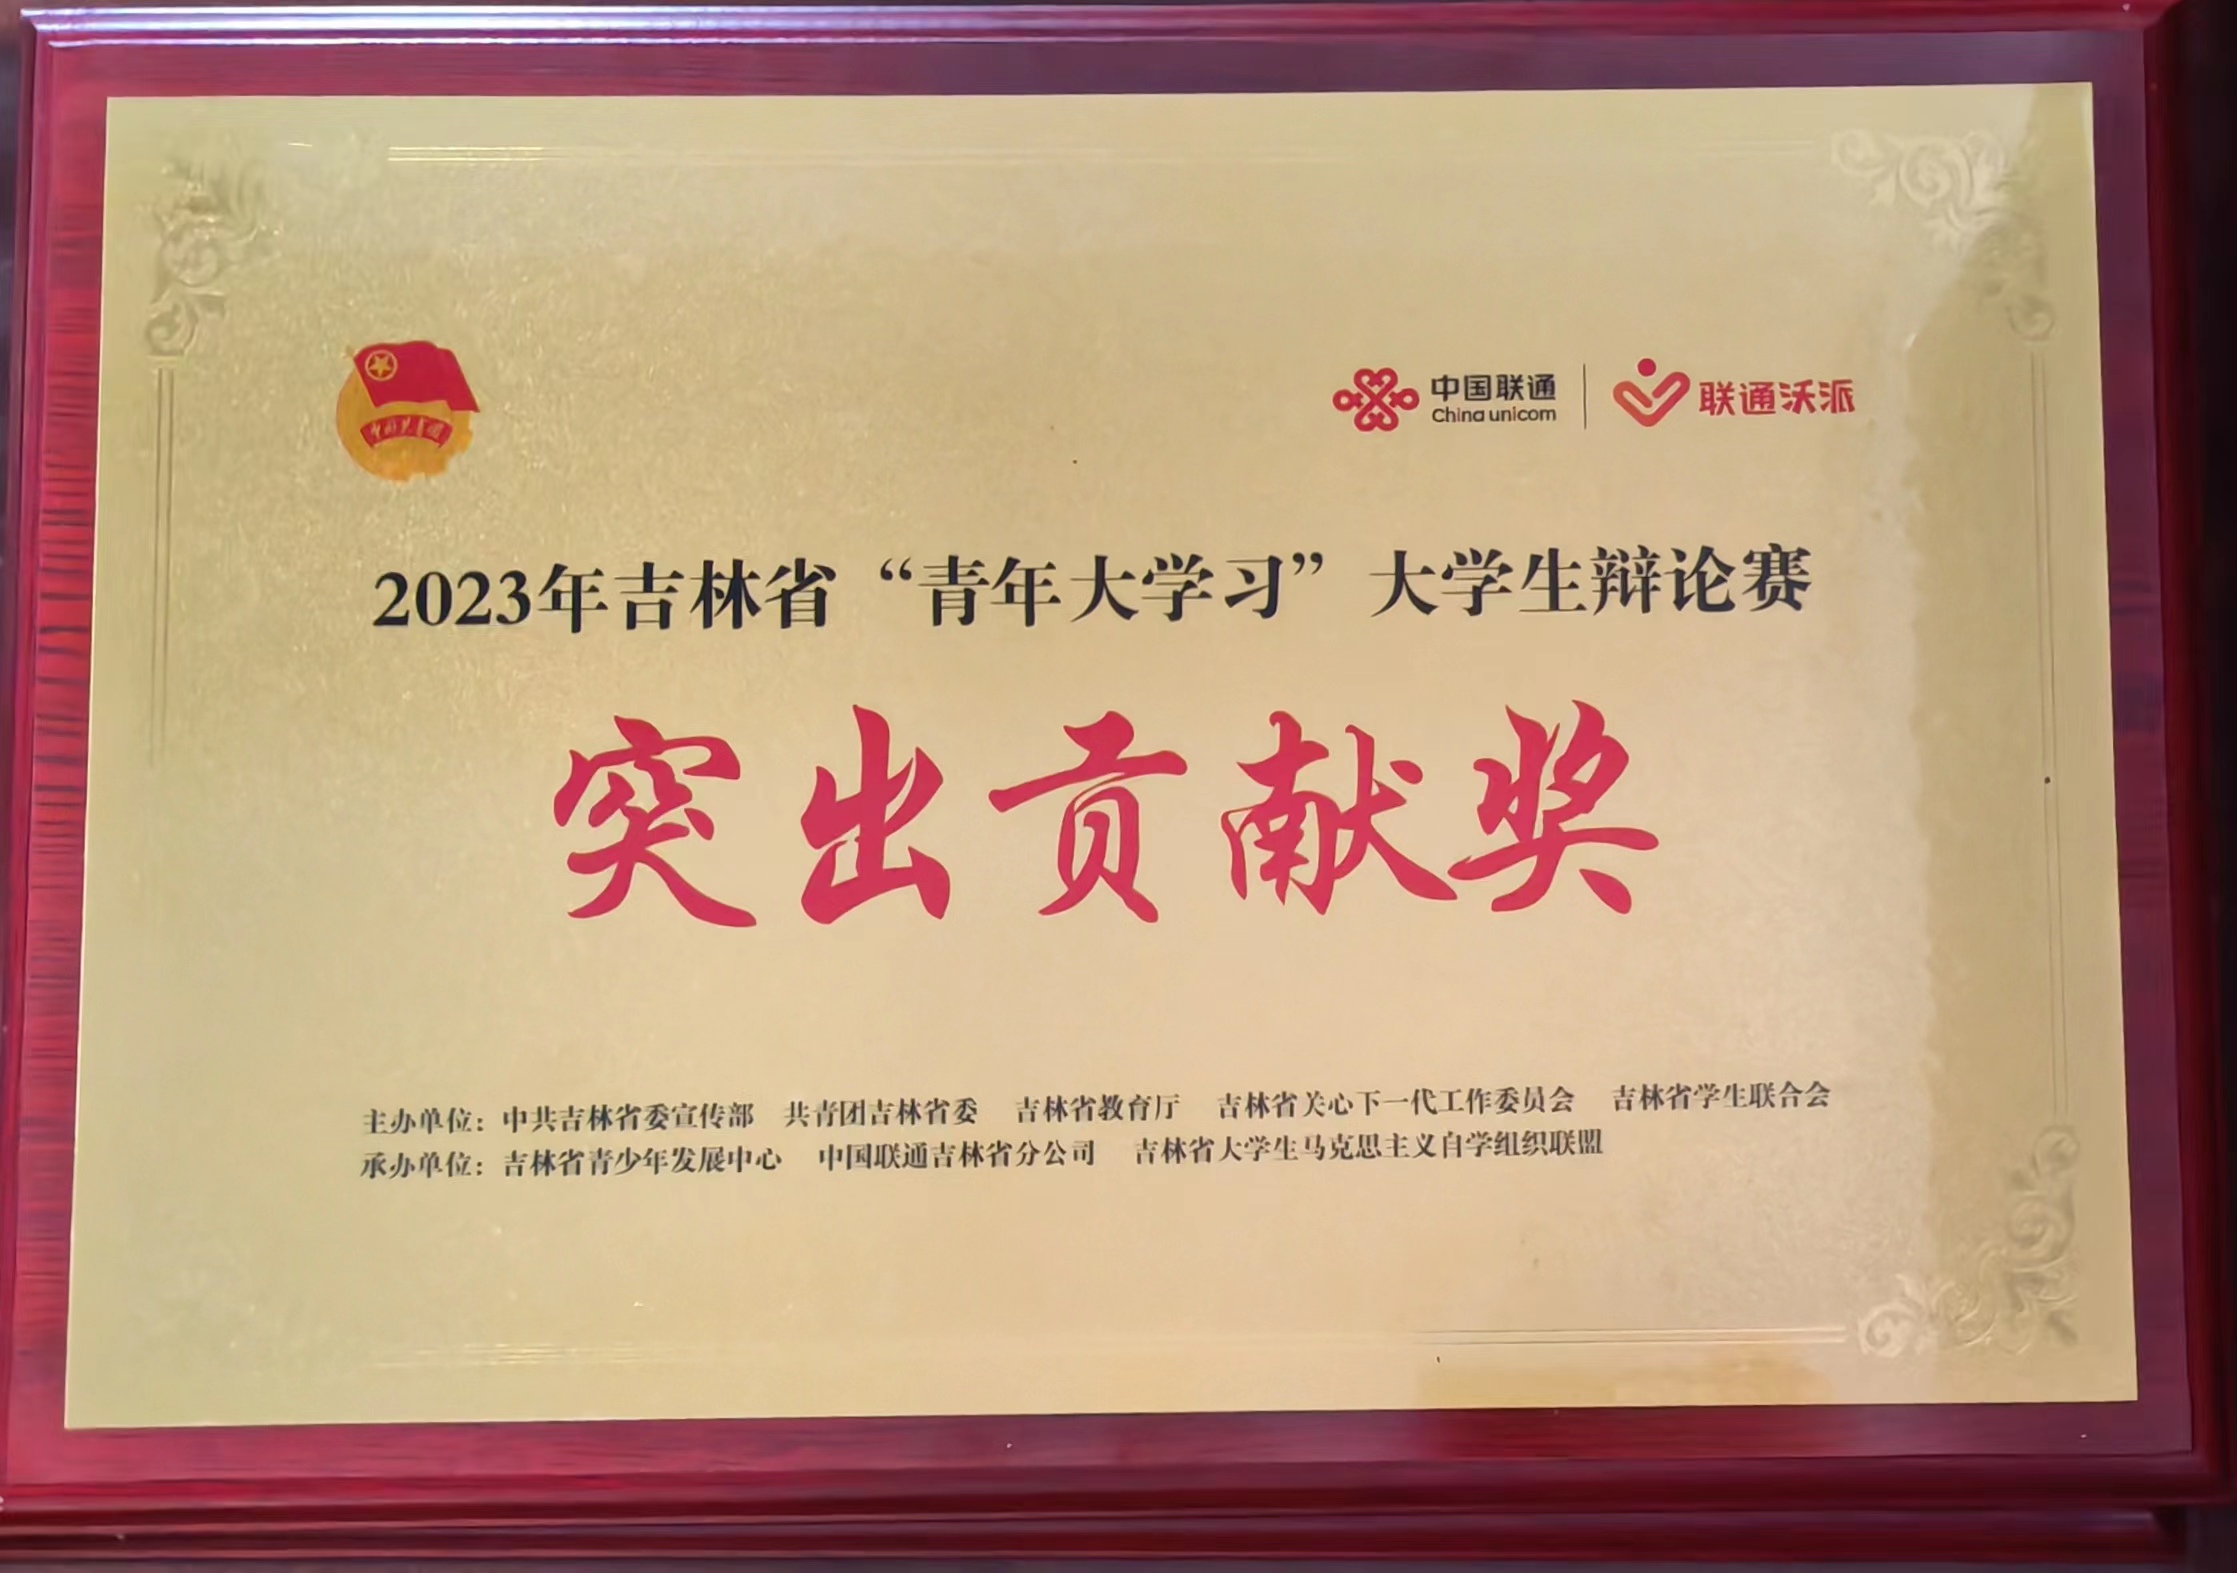 中国联通 联通沃派
China unicom
2023年吉林省“青年大学习”大学生辩论赛
突出贡献奖
主办单位：中共吉林省委宣传部 共青团吉林省委 吉林省教育厅 吉林省关心下一代工作委员会 吉林省学生联合会
承办单位：吉林省青少年发展中心 中国联通吉林省分公司 吉林省大学生马克思主义自学组织联盟